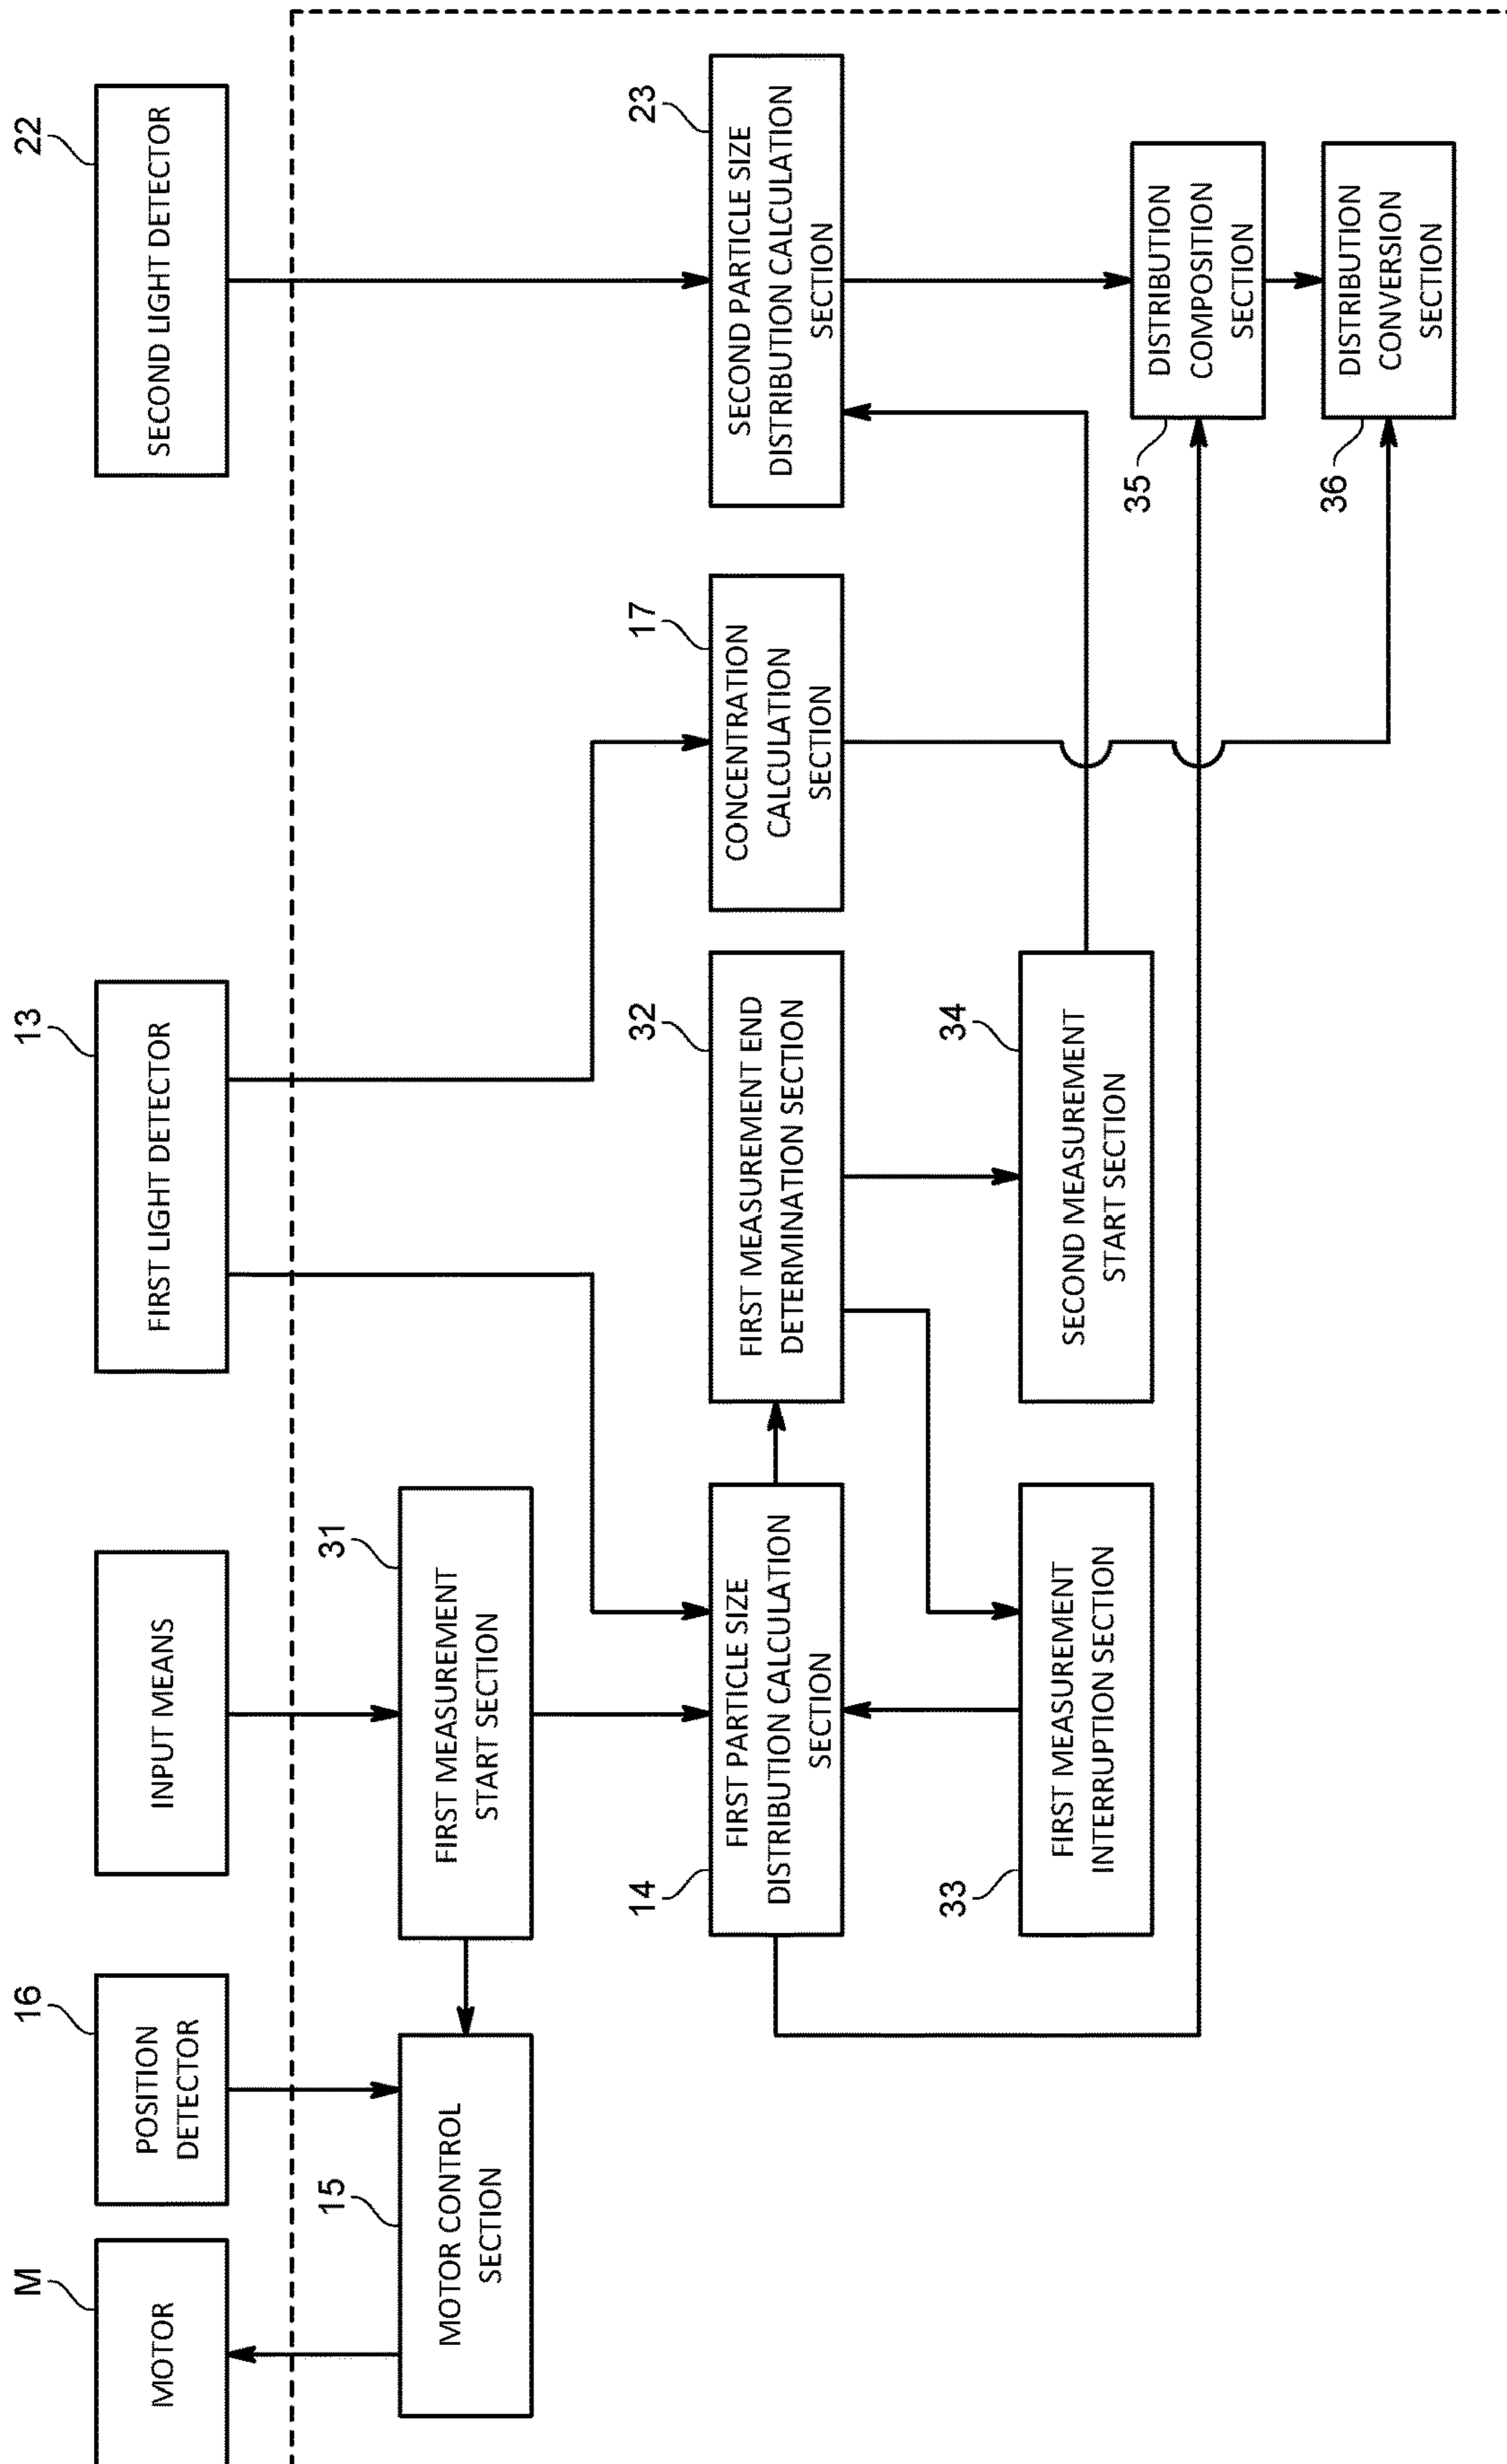 M
MOTOR
16
POSITION
DETECTOR
INPUT MEANS
13
FIRST LIGHT DETECTOR
22
SECOND LIGHT DETECTOR
15
MOTOR CONTROL
SECTION
31
FIRST MEASUREMENT
START SECTION
14
FIRST PARTICLE SIZE
DISTRIBUTION CALCULATION
SECTION
32
FIRST MEASUREMENT END
DETERMINATION SECTION
17
CONCENTRATION
CALCULATION
SECTION
23
SECOND PARTICLE SIZE
DISTRIBUTION CALCULATION
SECTION
33
FIRST MEASUREMENT
INTERRUPTION SECTION
34
SECOND MEASUREMENT
START SECTION
35
DISTRIBUTION
COMPOSITION
SECTION
36
DISTRIBUTION
CONVERSION
SECTION